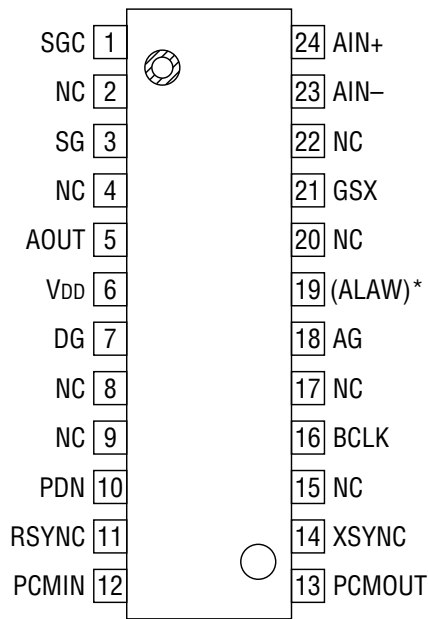 SGC 1 24 AIN+
NC 2 23 AIN–
SG 3 22 NC
NC 4 21 GSX
AOUT 5 20 NC
VDD 6 19 (ALAW)*
DG 7 18 AG
NC 8 17 NC
NC 9 16 BCLK
PDN 10 15 NC
RSYNC 11 14 XSYNC
PCMIN 12 13 PCMOUT